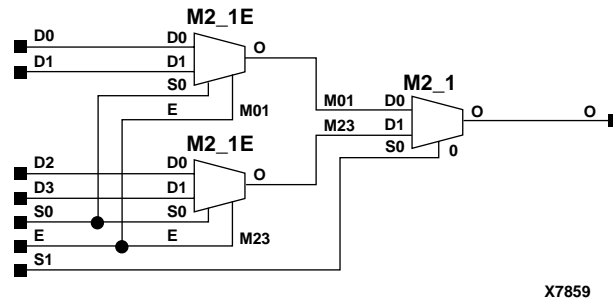 M2_1E
D0 D0 O
D1 D1
S0
E M01
M2_1
M01 D0 O O
M23 D1
S0 0
M2_1E
D2 D0 O
D3 D1
S0 S0
E E M23
S1
X7859